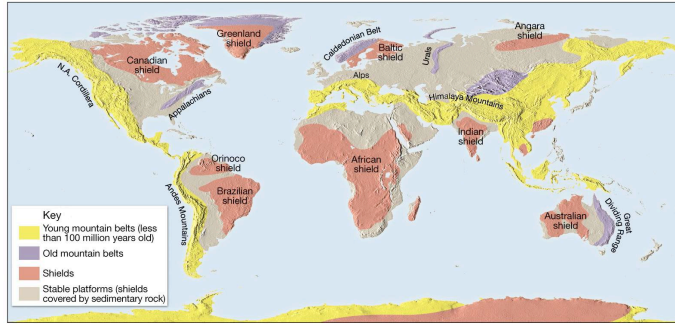 Greenland
shield
Canadian
shield
N.A. Cordillera
Appalachians
Caledonian Belt
Baltic
shield
Urals
Angara
shield
Alps
Himalaya Mountains
Indian
shield
African
shield
Orinoco
shield
Brazilian
shield
Andes Mountains
Australian
shield
Great
Dividing Range
Key
Young mountain belts (less
than 100 million years old)
Old mountain belts
Shields
Stable platforms (shields
covered by sedimentary rock)